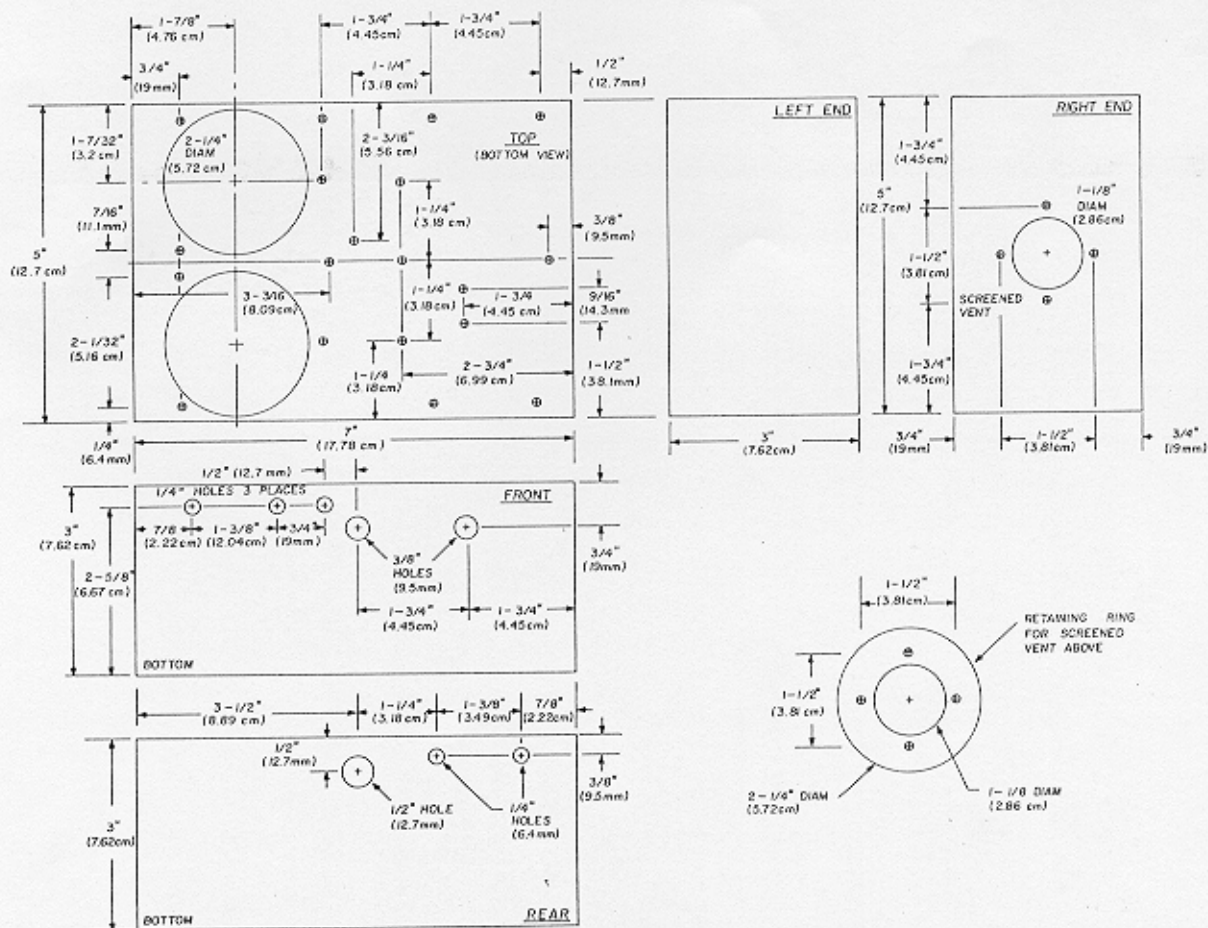 1-7/8"
(4.76 cm)
1-3/4"
(4.45cm)
1-3/4"
(4.45cm)
3/4"
(19mm)
1-1/4"
(3.18 cm)
1/2"
(12.7mm)
1-7/32"
(3.2 cm)
2-1/4"
DIAM
(5.72cm)
2-3/16"
(5.56 cm)
TOP
(BOTTOM VIEW)
7/16"
(11.1mm)
1-1/4"
(3.18 cm)
3/8"
(9.5mm)
5"
(12.7 cm)
3-3/16
(8.09cm)
1-1/4"
(3.18cm)
1-3/4
(4.45 cm)
9/16"
(14.3mm
2-1/32"
(5.16 cm)
1-1/4
(3.18cm)
2-3/4"
(6.99 cm)
1-1/2"
(38.1mm)
1/4"
(6.4mm)
7"
(17.78 cm)
LEFT END
5"
(12.7cm)
3"
(7.62cm)
RIGHT END
1-3/4"
(4.45cm)
1-1/8"
DIAM
(2.86cm)
1-1/2"
(3.81cm)
SCREENED
VENT
1-3/4"
(4.45cm)
3/4"
(19mm)
1-1/2"
(3.81cm)
3/4"
(19mm)
1/2" (12.7 mm)
1/4" HOLES 3 PLACES
FRONT
3"
(7.62cm)
7/8
(2.22cm)
1-3/8"
(12.04cm)
3/4"
(19mm)
2-5/8"
(6.67 cm)
3/8"
HOLES
(9.5mm)
3/4"
(19mm)
1-3/4"
(4.45cm)
1-3/4"
(4.45cm)
BOTTOM
3-1/2"
(8.89 cm)
1-1/4"
(3.18 cm)
1-3/8"
(3.49cm)
7/8"
(2.22cm)
1/2"
(12.7mm)
3/8"
(9.5mm)
3"
(7.62cm)
1/2" HOLE
(12.7mm)
1/4"
HOLES
(6.4mm)
BOTTOM
REAR
1-1/2"
(3.81cm)
RETAINING RING
FOR SCREENED
VENT ABOVE
1-1/2"
(3.81 cm)
2-1/4" DIAM
(5.72cm)
1-1/8 DIAM
(2.86 cm)